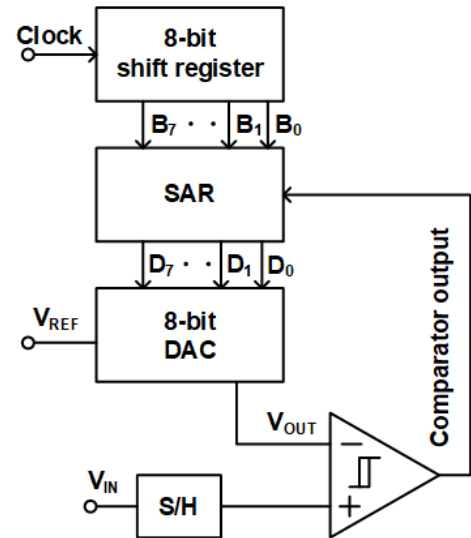 Clock
8-bit
shift register
B7 · · B1 B0
SAR
D7 · · D1 D0
VREF
8-bit
DAC
VOUT
Comparator output
VIN
S/H
−
+